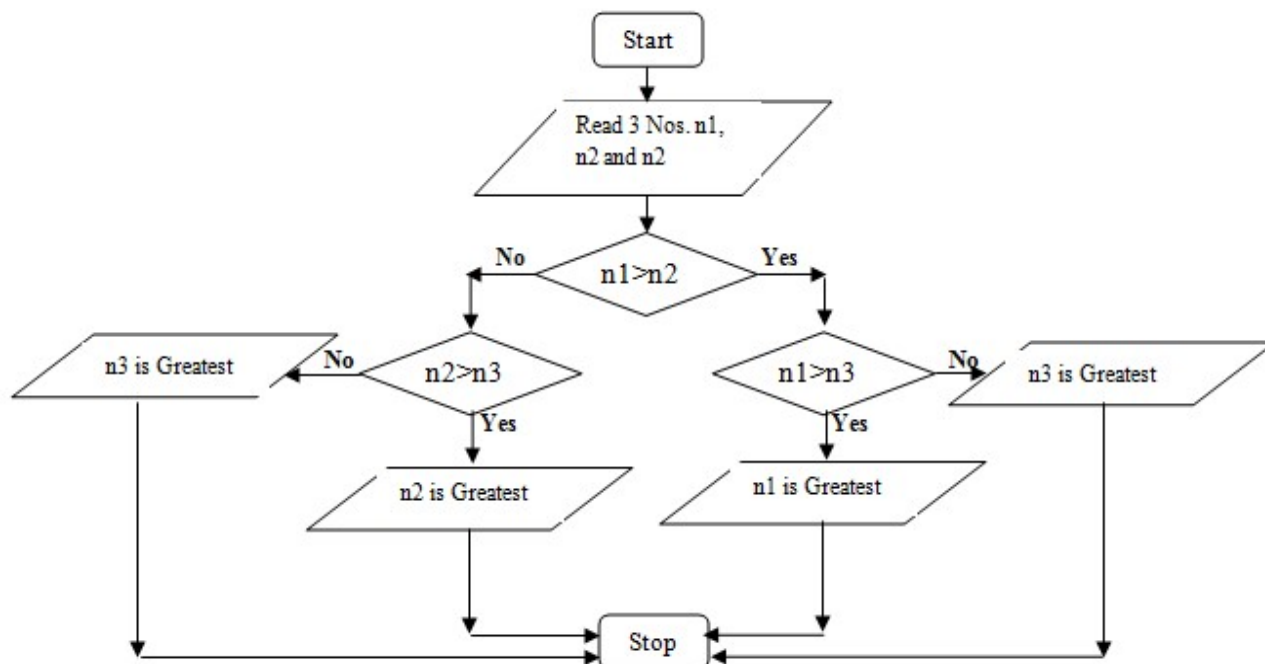 Start
Read 3 Nos. n1,
n2 and n2
No
Yes
n1>n2
n3 is Greatest
No
n2>n3
n1>n3
No
n3 is Greatest
Yes
Yes
n2 is Greatest
n1 is Greatest
Stop